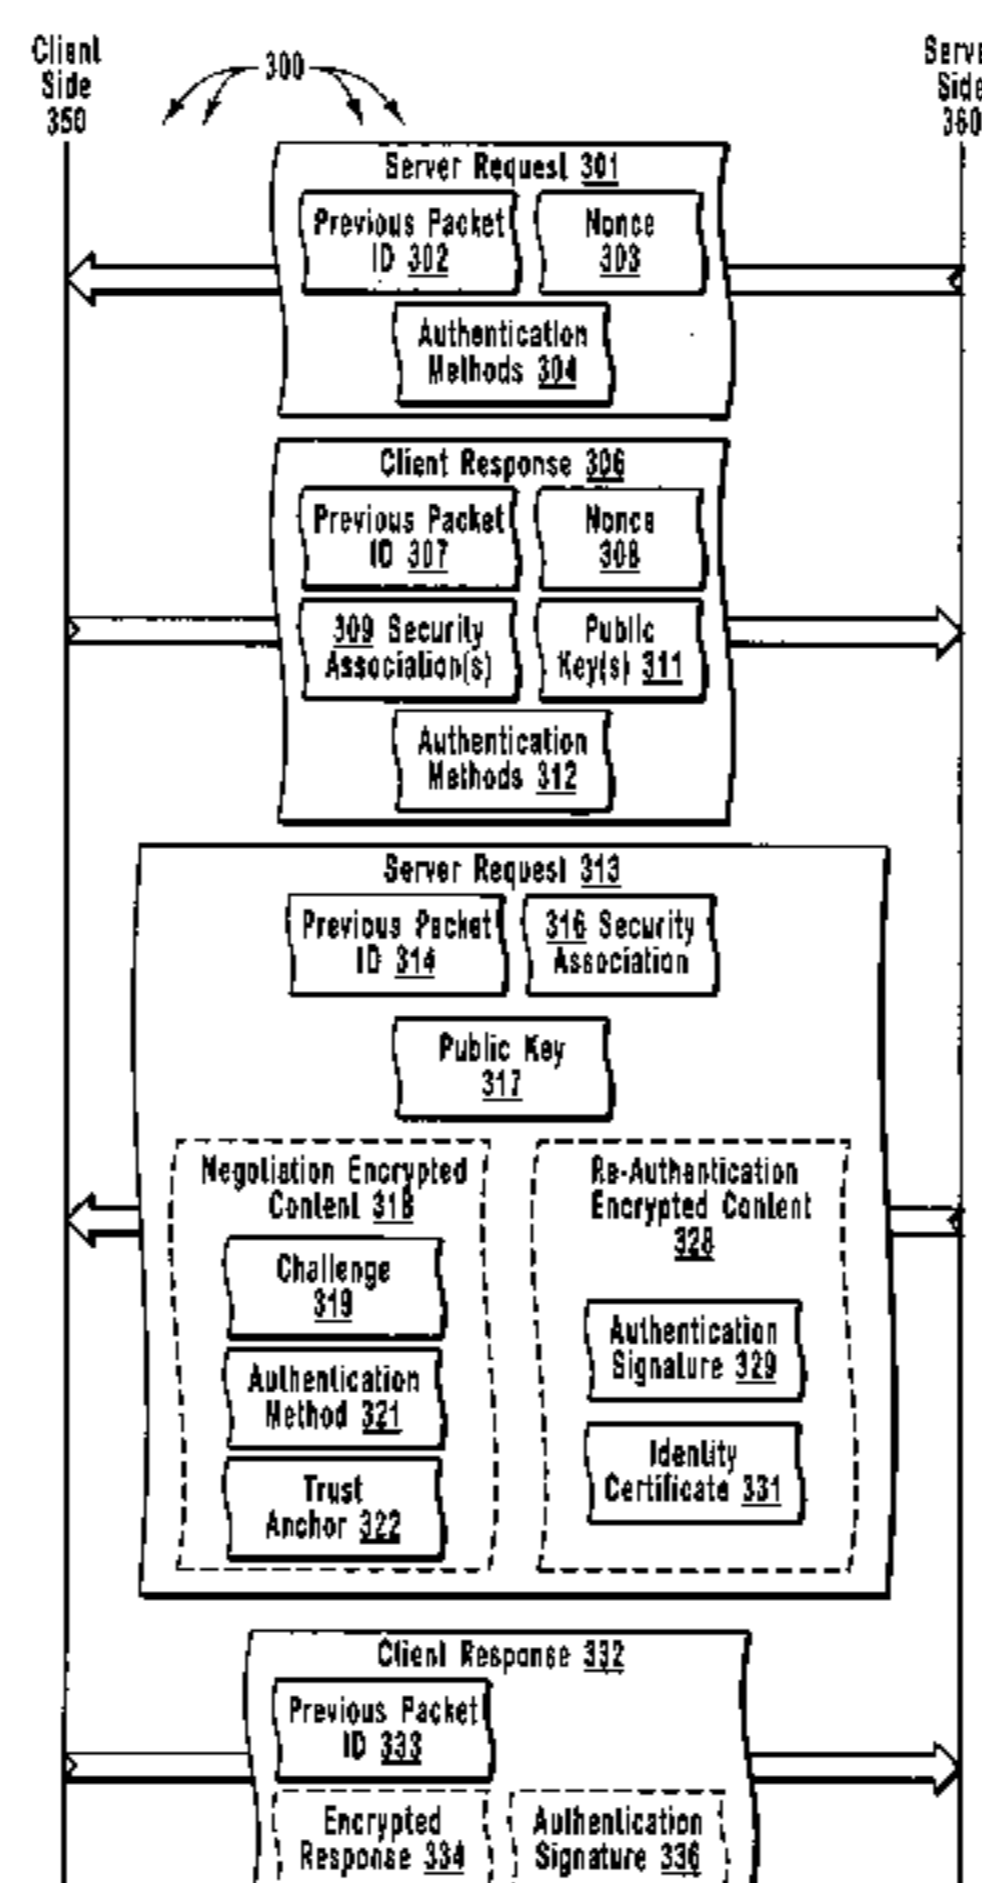 Client
Side
350
300
Serve
Side
360
Server Request 301
Previous Packet
ID 302
Nonce
303
Authentication
Methods 304
Client Response 306
Previous Packet
ID 307
Nonce
308
309 Security
Association(s)
Public
Key(s) 311
Authentication
Methods 312
Server Request 313
Previous Packet
ID 314
316 Security
Association
Public Key
317
Negotiation Encrypted
Content 318
Challenge
319
Authentication
Method 321
Trust
Anchor 322
Re-Authentication
Encrypted Content
328
Authentication
Signature 329
Identity
Certificate 331
Client Response 332
Previous Packet
ID 333
Encrypted
Response 334
Authentication
Signature 336